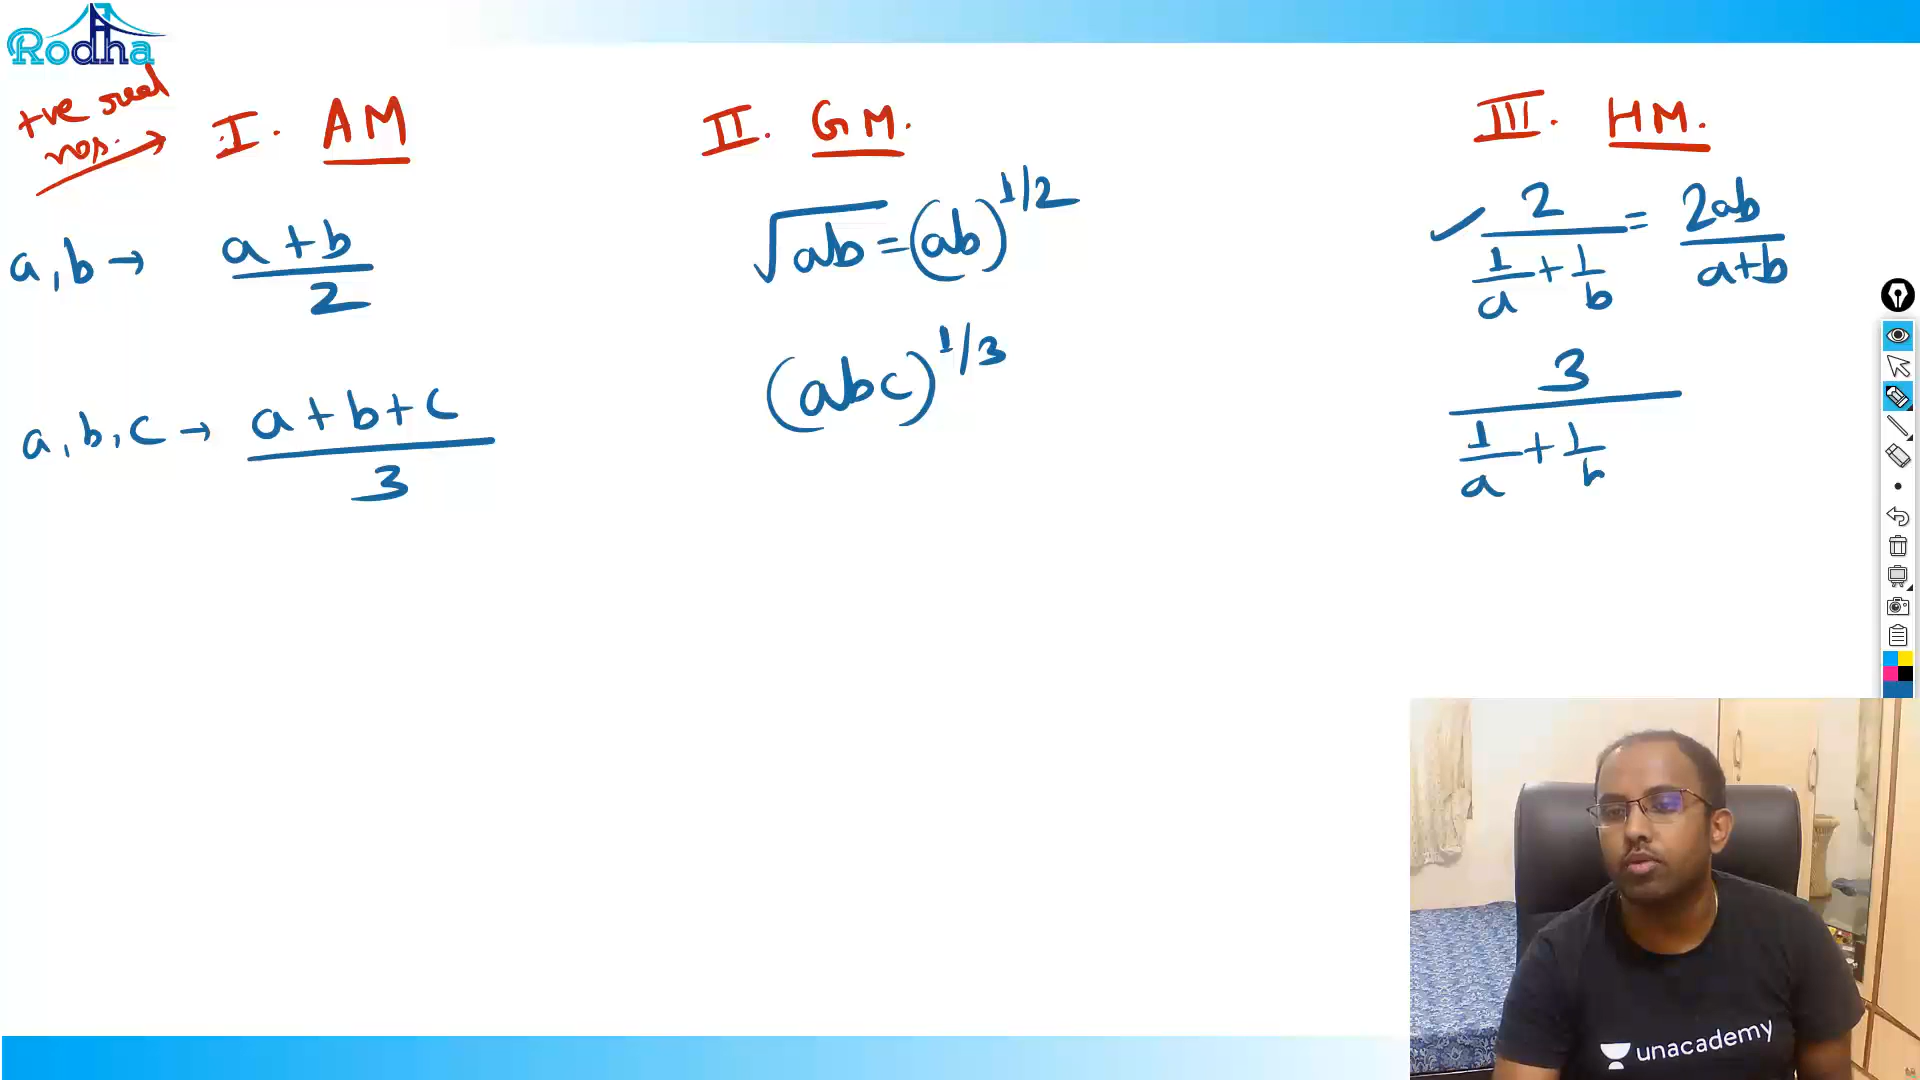 Rodha
+ve real
nos. → I. AM
II. GM.
III. HM.
a, b → a + b / 2
√ab = (ab)^1/2
✓ 2 / (1/a + 1/b) = 2ab / a+b
a, b, c → a + b + c / 3
(abc)^1/3
3 / (1/a + 1/b
unacademy